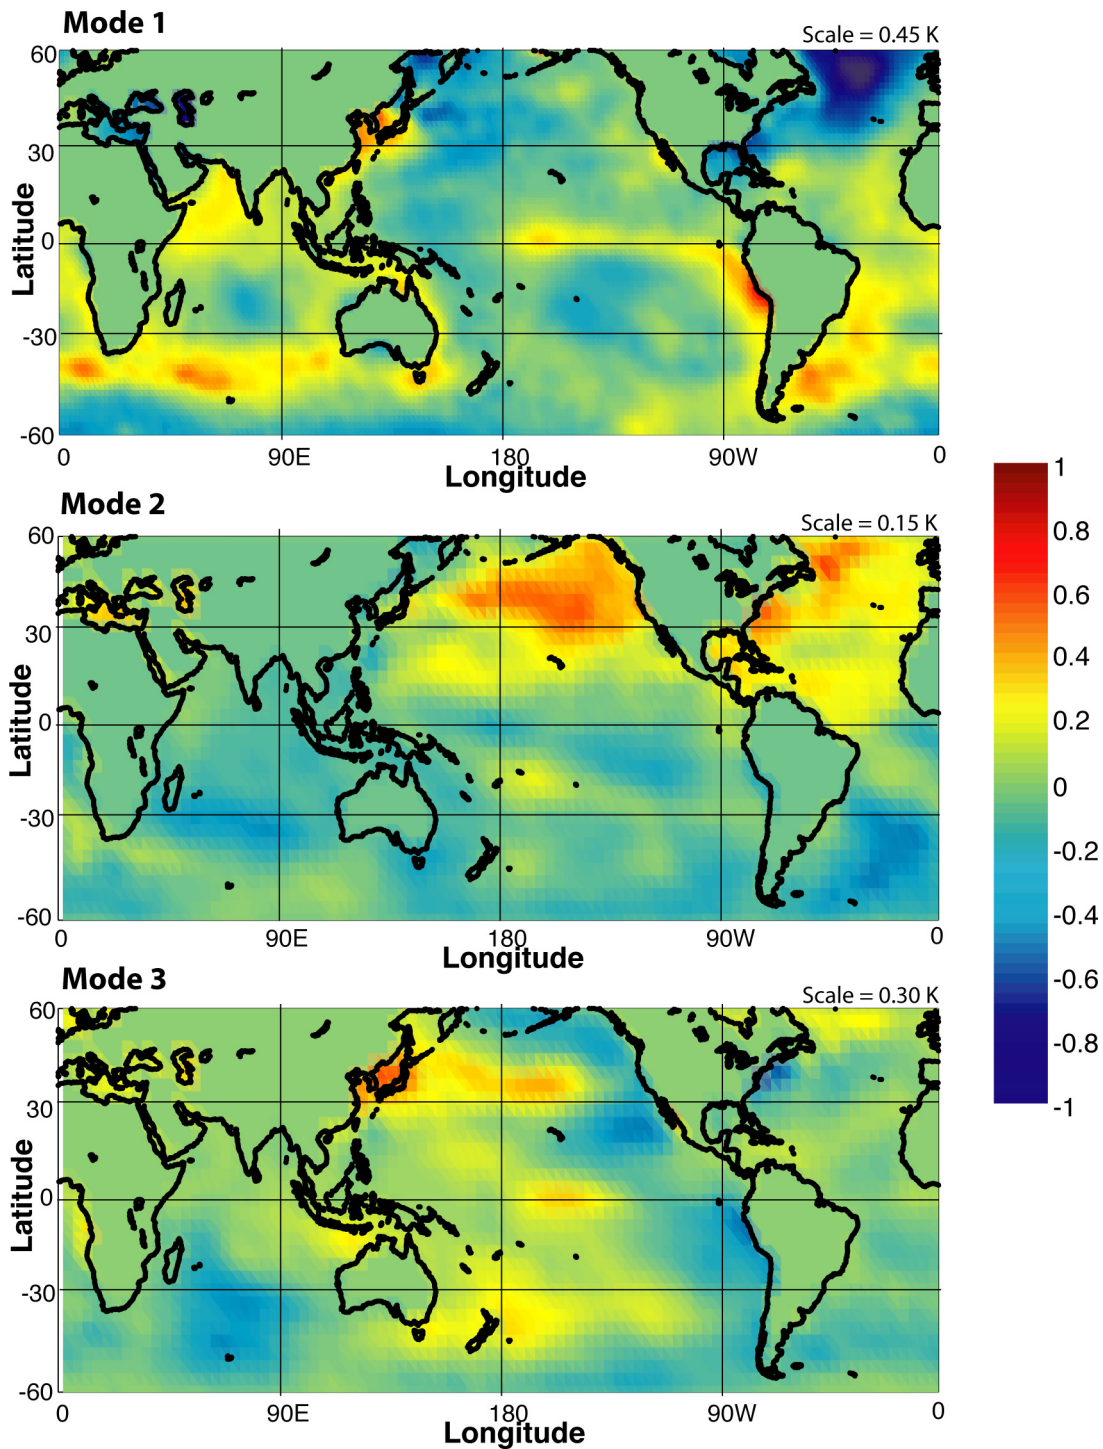 Mode 1
Scale = 0.45 K
60
30
0
-30
-60
Latitude
0 90E 180 90W 0
Longitude
Mode 2
Scale = 0.15 K
60
30
0
-30
-60
Latitude
0 90E 180 90W 0
Longitude
Mode 3
Scale = 0.30 K
60
30
0
-30
-60
Latitude
0 90E 180 90W 0
Longitude
1
0.8
0.6
0.4
0.2
0
-0.2
-0.4
-0.6
-0.8
-1